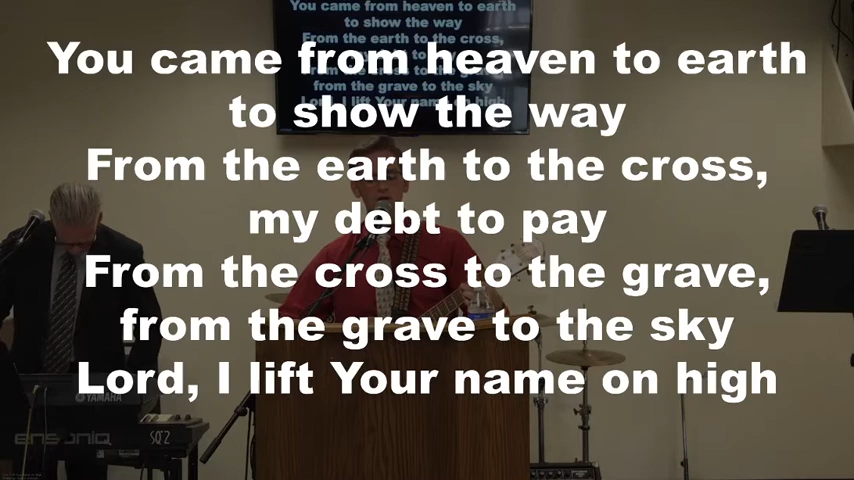 You came from heaven to earth
to show the way
From the earth to the cross,
from the grave to the sky
You came from heaven to earth
to show the way
From the earth to the cross,
my debt to pay
From the cross to the grave,
from the grave to the sky
Lord, I lift Your name on high
YAMAHA
ensoniq
SQ2